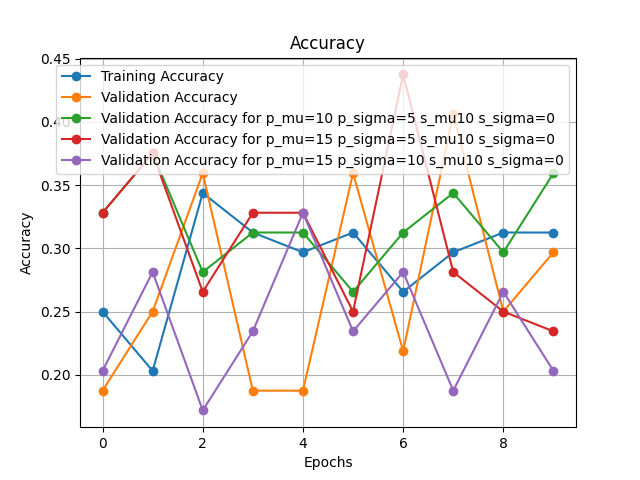 Accuracy
0.45
Training Accuracy
Validation Accuracy
Validation Accuracy for p_mu=10 p_sigma=5 s_mu10 s_sigma=0
0.40
Validation Accuracy for p_mu=15 p_sigma=5 s_mu10 s_sigma=0
Validation Accuracy for p_mu=15 p_sigma=10 s_mu10 s_sigma=0
0.35
Accuracy
0.30
0.25
0.20
0 2 4 6 8
Epochs